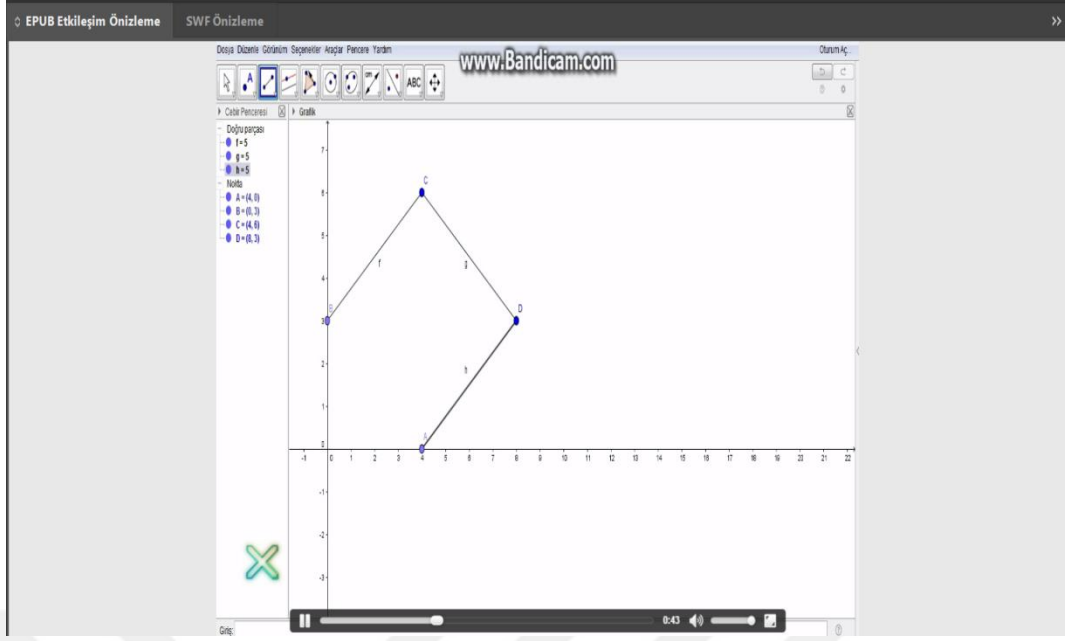 EPUB Etkileşim Önizleme SWF Önizleme
Dosya Düzenle Görünüm Seçenekler Araçlar Pencere Yardım
www.Bandicam.com
Oturum Aç...
ABC
Cebir Penceresi
Grafik
Doğru parçası
f = 5
g = 5
h = 5
Nokta
A = (4, 0)
B = (0, 3)
C = (4, 6)
D = (8, 3)
7
6
5
4
3
2
1
0
-1
-2
-3
C
f
g
B
D
h
A
-1 0 1 2 3 4 5 6 7 8 9 10 11 12 13 14 15 16 17 18 19 20 21 22
Giriş:
0:43